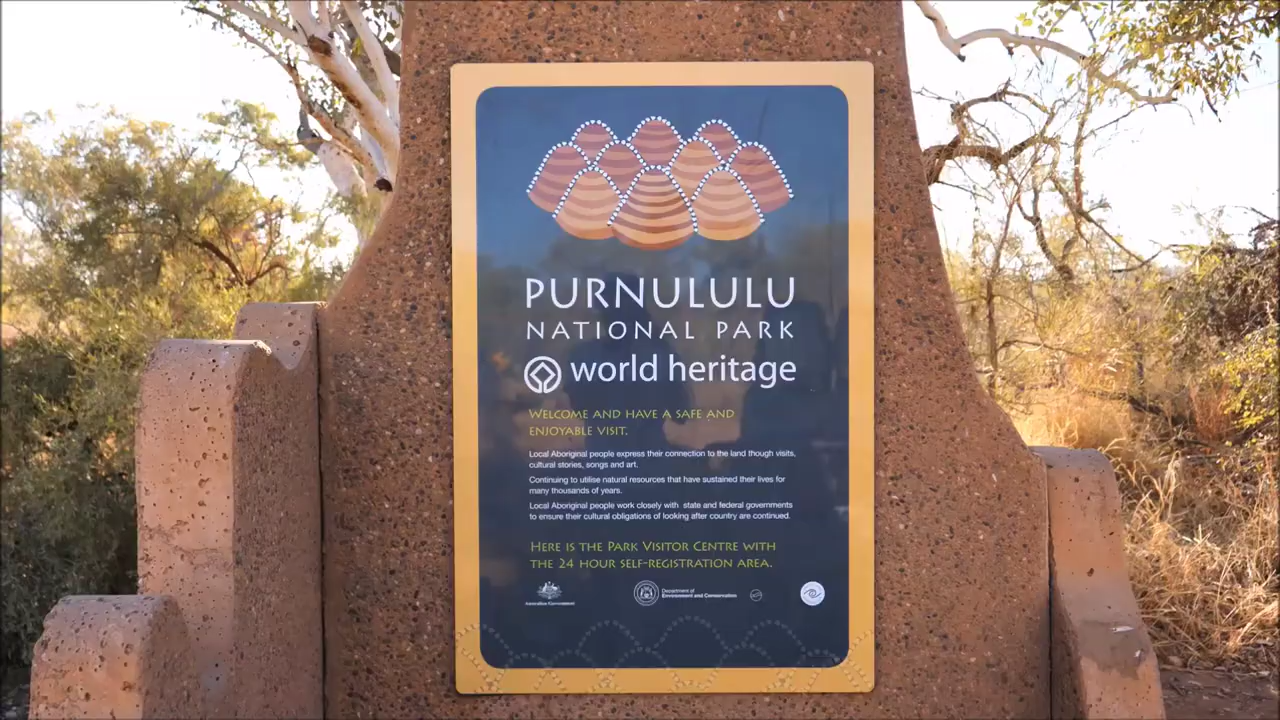 PURNULULU
NATIONAL PARK
world heritage
WELCOME AND HAVE A SAFE AND
ENJOYABLE VISIT.
Local Aboriginal people express their connection to the land though visits,
cultural stories, songs and art.
Continuing to utilise natural resources that have sustained their lives for
many thousands of years.
Local Aboriginal people work closely with state and federal governments
to ensure their cultural obligations of looking after country are continued.
HERE IS THE PARK VISITOR CENTRE WITH
THE 24 HOUR SELF-REGISTRATION AREA.
Australian Government
Department of
Environment and Conservation